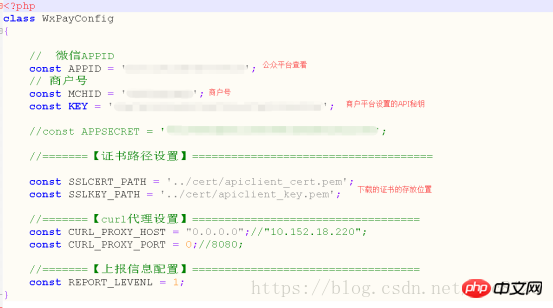 <?php
class WxPayConfig
{
// 微信APPID
const APPID = ' '; 公众平台查看
// 商户号
const MCHID = ' '; 商户号
const KEY = ' '; 商户平台设置的API秘钥
//const APPSECRET = ' ';
//=======【证书路径设置】=====================================
const SSLCERT_PATH = '../cert/apiclient_cert.pem';
const SSLKEY_PATH = '../cert/apiclient_key.pem'; 下载的证书的存放位置
//=======【curl代理设置】===================================
const CURL_PROXY_HOST = "0.0.0.0";//"10.152.18.220";
const CURL_PROXY_PORT = 0;//8080;
//=======【上报信息配置】===================================
const REPORT_LEVENL = 1;
}
https://blog.csdn.net
php中文网